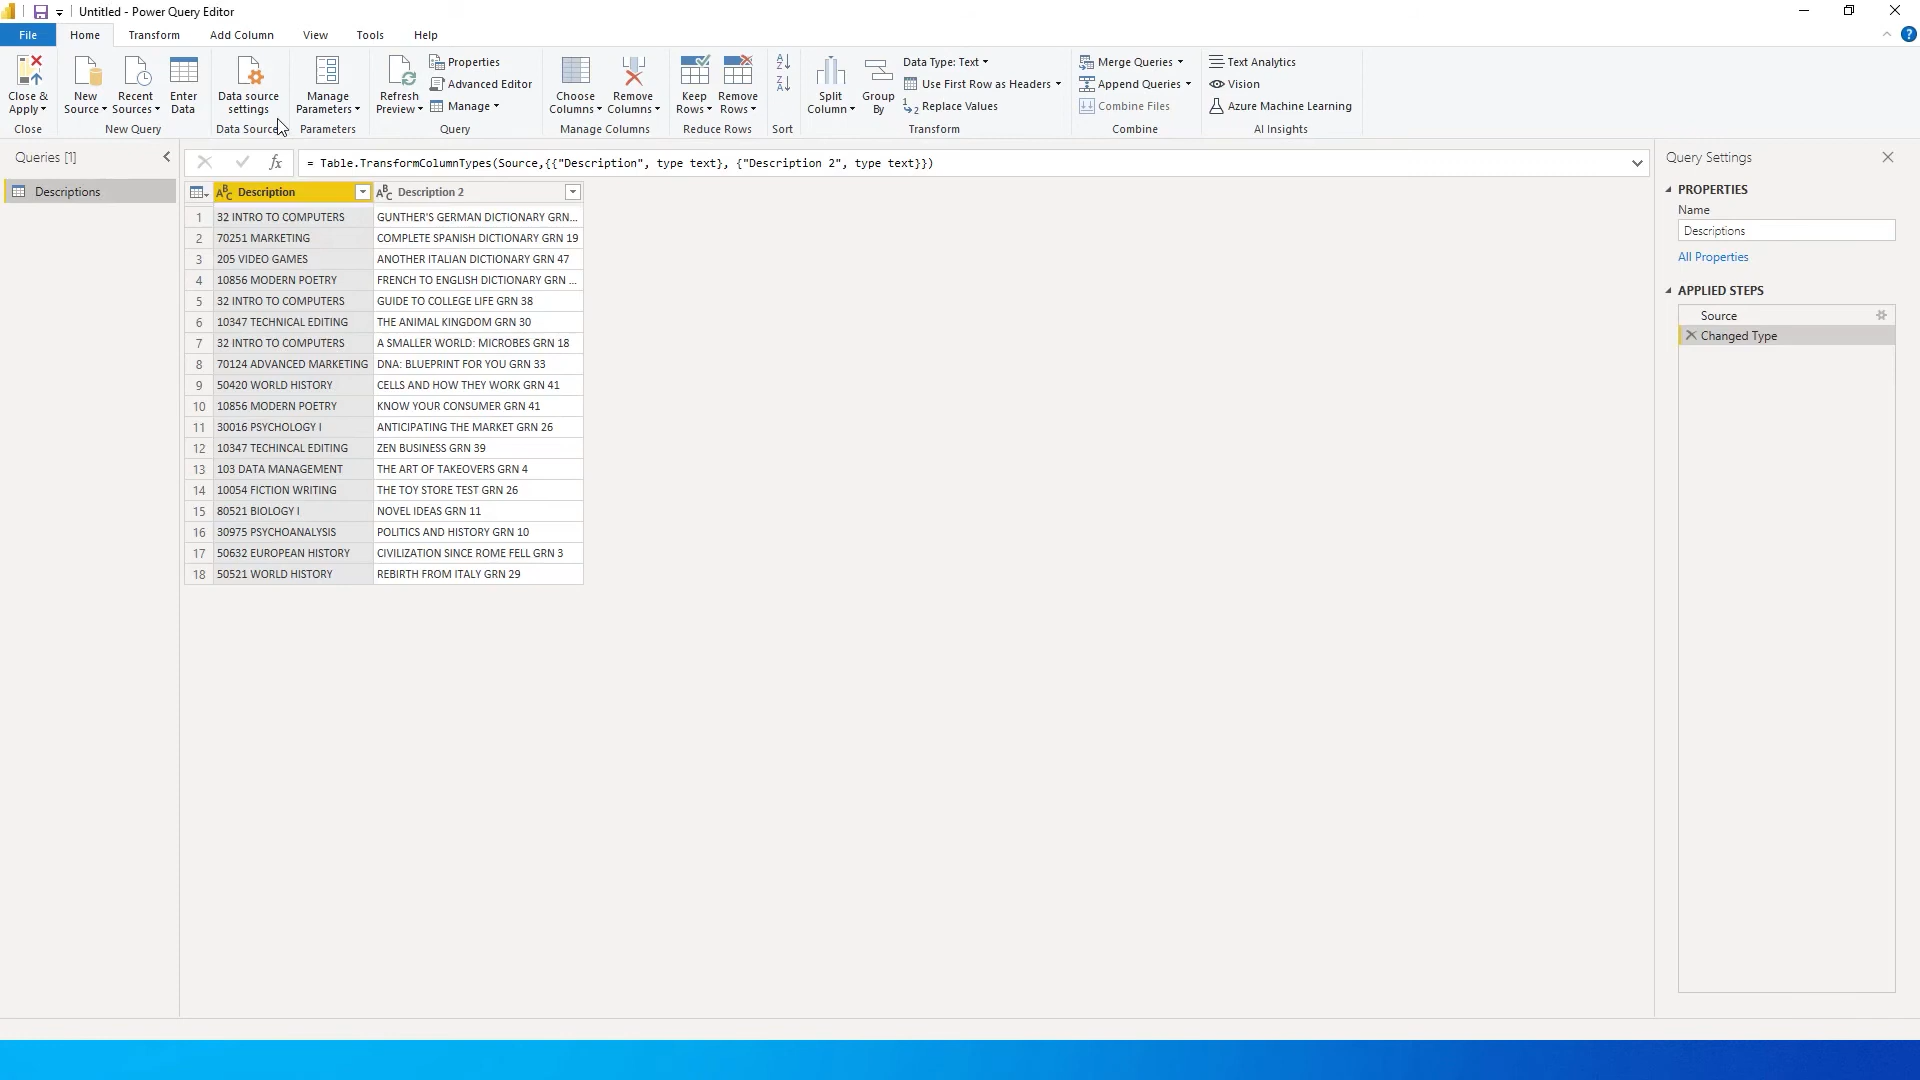 Untitled - Power Query Editor
File Home Transform Add Column View Tools Help
Close & Apply
Close
New Source
Recent Sources
Enter Data
New Query
Data source settings
Data Source
Manage Parameters
Parameters
Refresh Preview
Properties
Advanced Editor
Manage
Query
Choose Columns
Remove Columns
Manage Columns
Keep Rows
Remove Rows
Reduce Rows
A Z
Z A
Sort
Split Column
Group By
Data Type: Text
Use First Row as Headers
1 2 Replace Values
Transform
Merge Queries
Append Queries
Combine Files
Combine
Text Analytics
Vision
Azure Machine Learning
AI Insights
?
Queries [1]
Descriptions
fx = Table.TransformColumnTypes(Source,{{"Description", type text}, {"Description 2", type text}})
ABC Description ABC Description 2
1 32 INTRO TO COMPUTERS GUNTHER'S GERMAN DICTIONARY GRN...
2 70251 MARKETING COMPLETE SPANISH DICTIONARY GRN 19
3 205 VIDEO GAMES ANOTHER ITALIAN DICTIONARY GRN 47
4 10856 MODERN POETRY FRENCH TO ENGLISH DICTIONARY GRN ...
5 32 INTRO TO COMPUTERS GUIDE TO COLLEGE LIFE GRN 38
6 10347 TECHNICAL EDITING THE ANIMAL KINGDOM GRN 30
7 32 INTRO TO COMPUTERS A SMALLER WORLD: MICROBES GRN 18
8 70124 ADVANCED MARKETING DNA: BLUEPRINT FOR YOU GRN 33
9 50420 WORLD HISTORY CELLS AND HOW THEY WORK GRN 41
10 10856 MODERN POETRY KNOW YOUR CONSUMER GRN 41
11 30016 PSYCHOLOGY I ANTICIPATING THE MARKET GRN 26
12 10347 TECHINCAL EDITING ZEN BUSINESS GRN 39
13 103 DATA MANAGEMENT THE ART OF TAKEOVERS GRN 4
14 10054 FICTION WRITING THE TOY STORE TEST GRN 26
15 80521 BIOLOGY I NOVEL IDEAS GRN 11
16 30975 PSYCHOANALYSIS POLITICS AND HISTORY GRN 10
17 50632 EUROPEAN HISTORY CIVILIZATION SINCE ROME FELL GRN 3
18 50521 WORLD HISTORY REBIRTH FROM ITALY GRN 29
Query Settings
PROPERTIES
Name
Descriptions
All Properties
APPLIED STEPS
Source
Changed Type